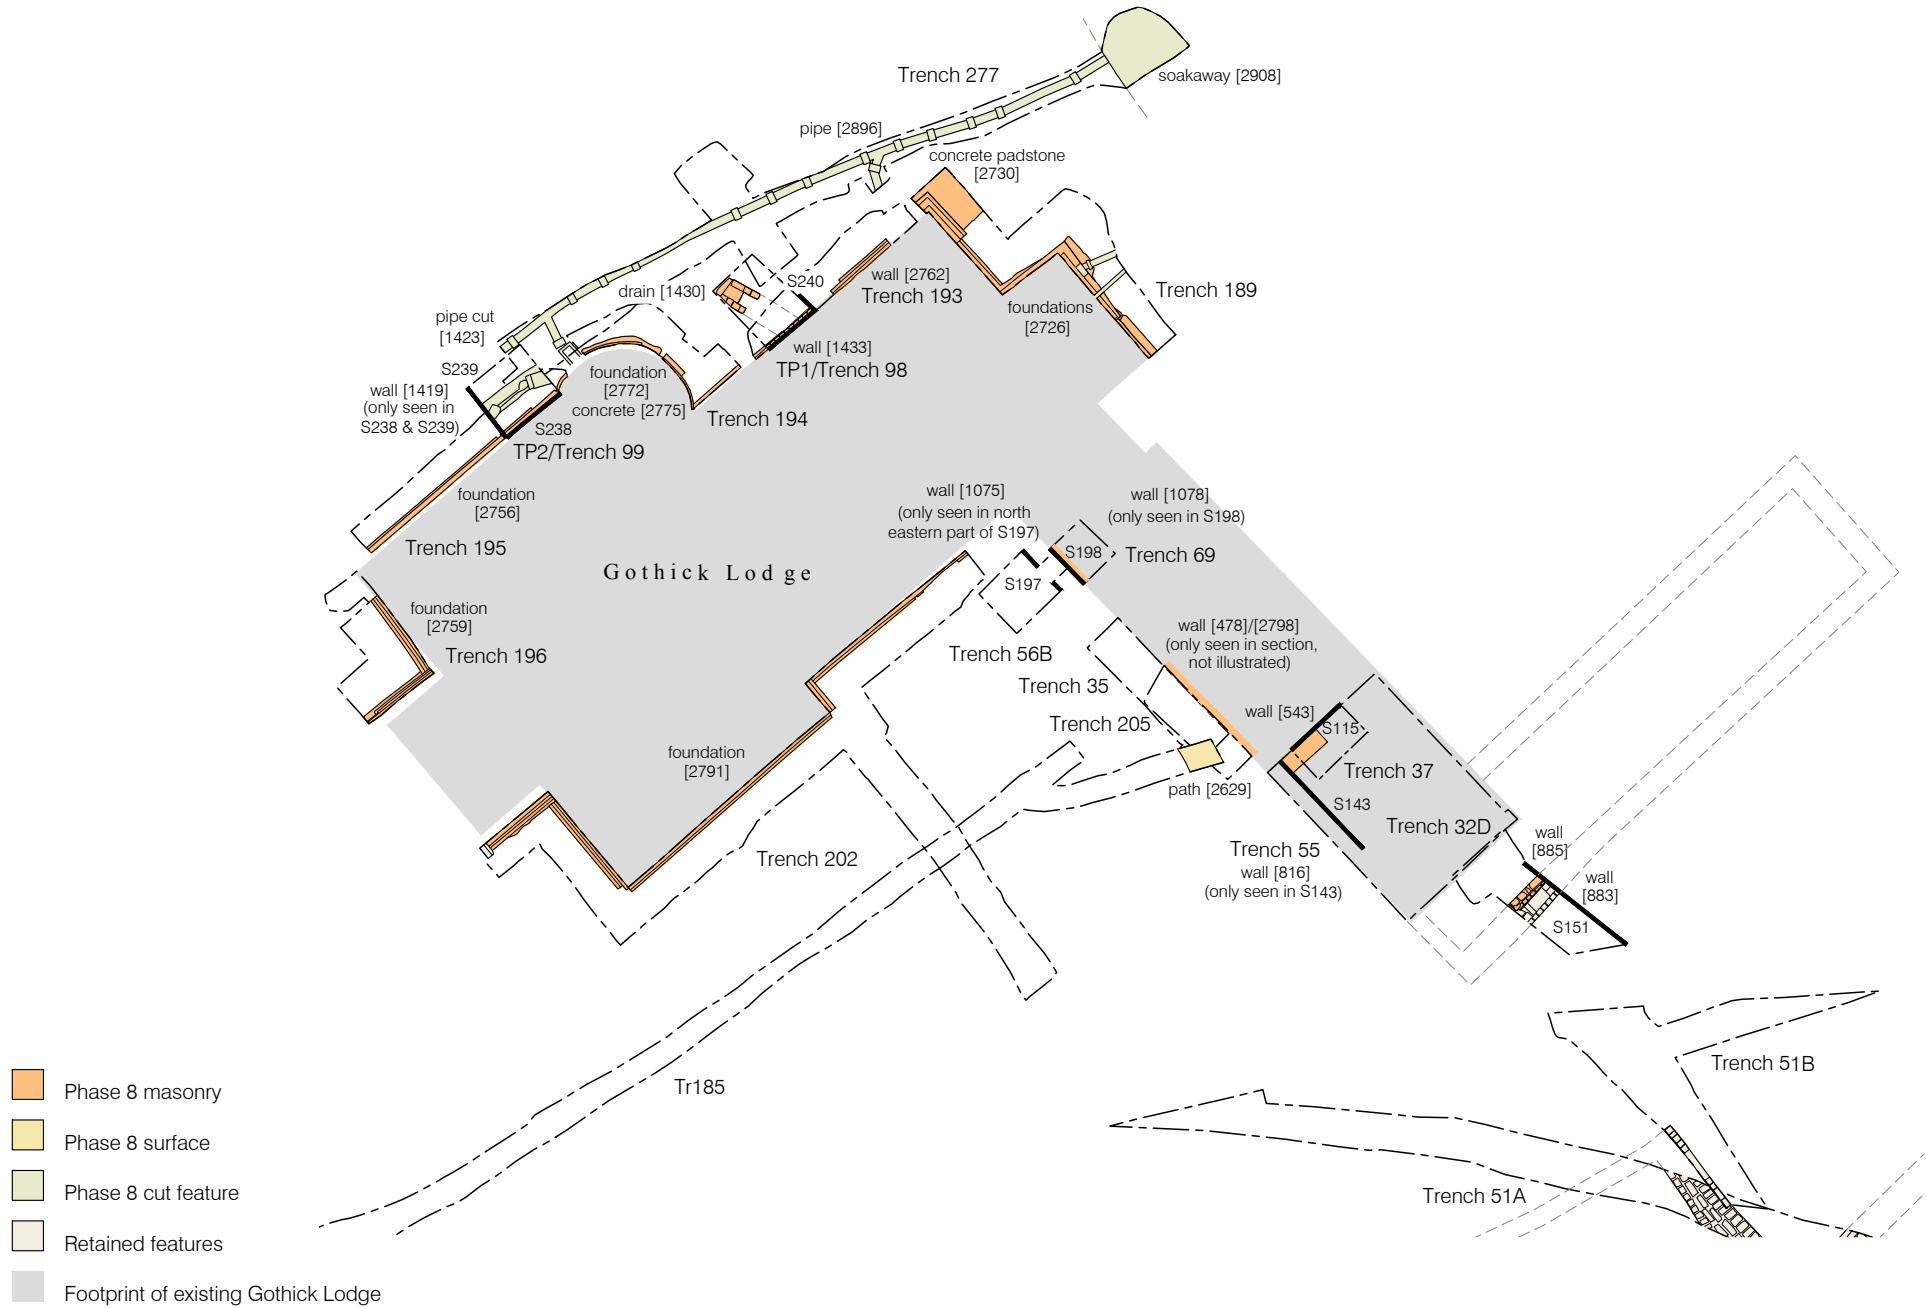 Trench 277
soakaway [2908]
pipe [2896]
concrete padstone
[2730]
S240
wall [2762]
Trench 193
drain [1430]
Trench 189
foundations
[2726]
pipe cut
[1423]
wall [1433]
TP1/Trench 98
S239
wall [1419]
(only seen in
S238 & S239)
foundation
[2772]
concrete [2775]
Trench 194
S238
TP2/Trench 99
foundation
[2756]
Trench 195
wall [1075]
(only seen in north
eastern part of S197)
wall [1078]
(only seen in S198)
S198
Trench 69
Gothick Lodge
S197
foundation
[2759]
Trench 196
wall [478]/[2798]
(only seen in section,
not illustrated)
Trench 56B
Trench 35
Trench 205
wall [543]
S115
foundation
[2791]
Trench 37
path [2629]
S143
Trench 32D
Trench 202
Trench 55
wall [816]
(only seen in S143)
wall
[885]
wall
[883]
S151
Tr185
Trench 51B
Trench 51A
Phase 8 masonry
Phase 8 surface
Phase 8 cut feature
Retained features
Footprint of existing Gothick Lodge